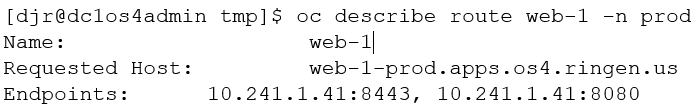 [djr@dc1os4admin tmp]$ oc describe route web-1 -n prod
Name: web-1
Requested Host: web-1-prod.apps.os4.ringen.us
Endpoints: 10.241.1.41:8443, 10.241.1.41:8080